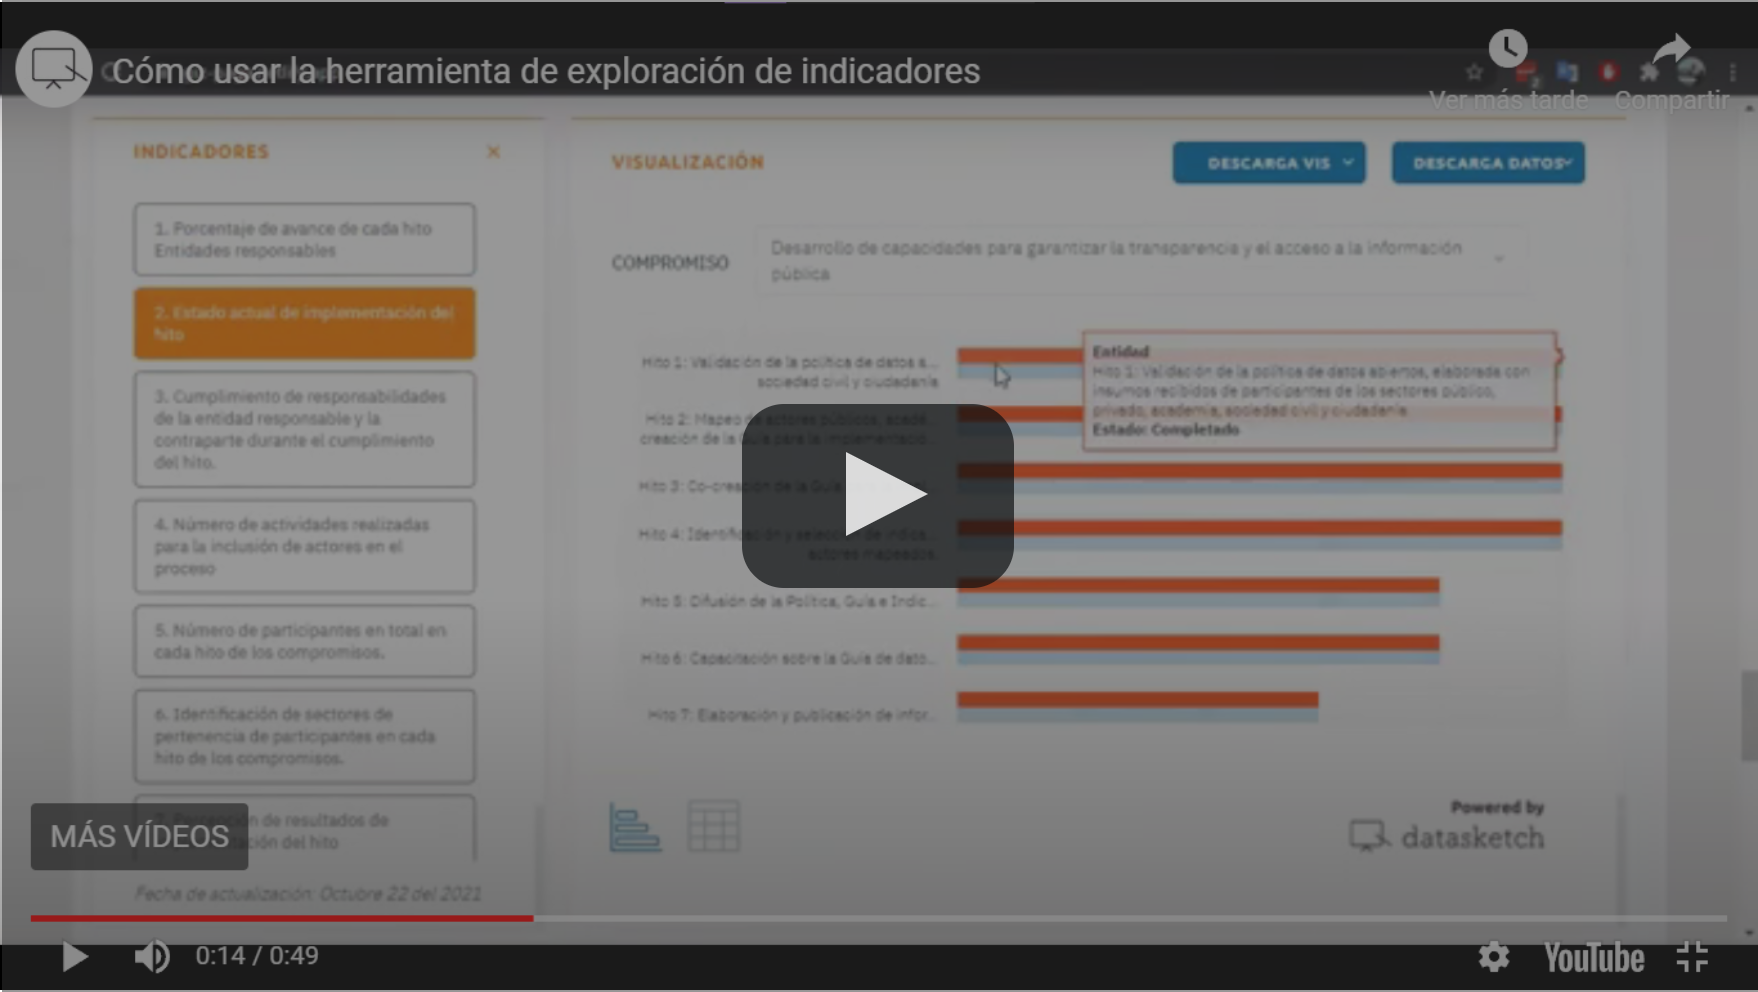 Cómo usar la herramienta de exploración de indicadores
Ver más tarde
Compartir
INDICADORES
1. Porcentaje de avance de cada hito
Entidades responsables
2. Estado actual de implementación del
hito
3. Cumplimiento de responsabilidades
de la entidad responsable y la
contraparte durante el cumplimiento
del hito.
4. Número de actividades realizadas
para la inclusión de actores en el
proceso
5. Número de participantes en total en
cada hito de los compromisos.
6. Identificación de sectores de
pertenencia de participantes en cada
hito de los compromisos.
de resultados de
del hito
MÁS VÍDEOS
Fecha de actualización: Octubre 22 del 2021
VISUALIZACIÓN
DESCARGA VIS
DESCARGA DATOS
COMPROMISO
Desarrollo de capacidades para garantizar la transparencia y el acceso a la información
pública
Hito 1: Validación de la política de datos a...
sociedad civil y ciudadanía
Entidad
Hito 1: Validación de la política de datos abiertos, elaborada con
insumos recibidos de participantes de los sectores público,
privado, academia, sociedad civil y ciudadanía.
Estado: Completado
Hito 2: Mapeo de actores públicos, acadé...
creación de la Guía para la implementació...
Hito 3: Co-creación de la Guía
Hito 4: Identificación y selección de indica...
actores mapeados.
Hito 5: Difusión de la Política, Guía e Indic...
Hito 6: Capacitación sobre la Guía de dato...
Hito 7: Elaboración y publicación de infor...
Powered by
datasketch
0:14 / 0:49
YouTube